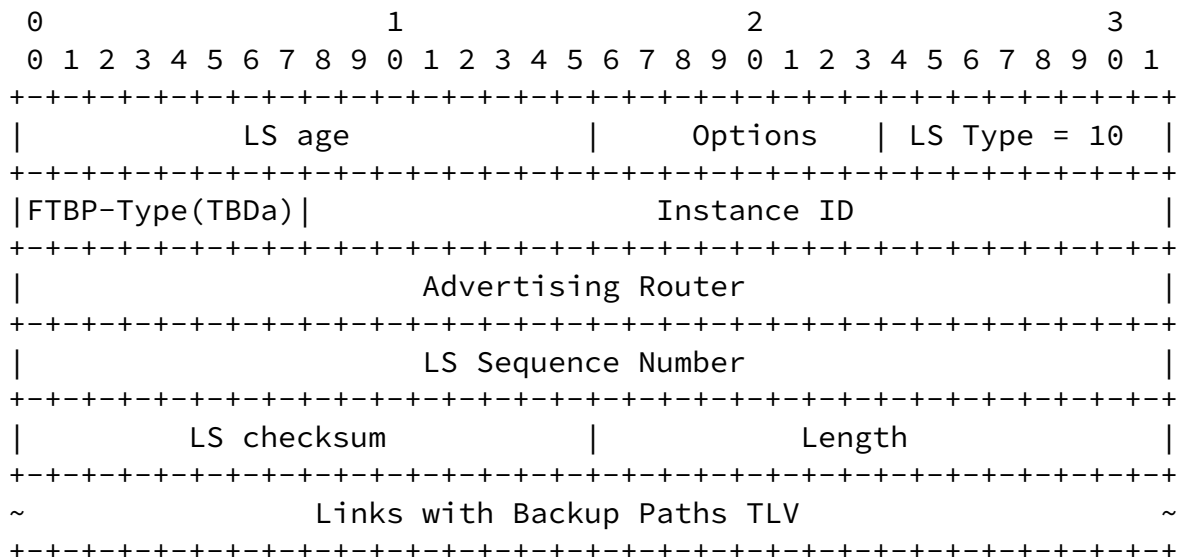 0                   1                   2                   3
 0 1 2 3 4 5 6 7 8 9 0 1 2 3 4 5 6 7 8 9 0 1 2 3 4 5 6 7 8 9 0 1
+-+-+-+-+-+-+-+-+-+-+-+-+-+-+-+-+-+-+-+-+-+-+-+-+-+-+-+-+-+-+-+-+
|            LS age             |     Options   | LS Type = 10  |
+-+-+-+-+-+-+-+-+-+-+-+-+-+-+-+-+-+-+-+-+-+-+-+-+-+-+-+-+-+-+-+-+
|FTBP-Type(TBDa)|                   Instance ID                 |
+-+-+-+-+-+-+-+-+-+-+-+-+-+-+-+-+-+-+-+-+-+-+-+-+-+-+-+-+-+-+-+-+
|                      Advertising Router                       |
+-+-+-+-+-+-+-+-+-+-+-+-+-+-+-+-+-+-+-+-+-+-+-+-+-+-+-+-+-+-+-+-+
|                      LS Sequence Number                       |
+-+-+-+-+-+-+-+-+-+-+-+-+-+-+-+-+-+-+-+-+-+-+-+-+-+-+-+-+-+-+-+-+
|         LS checksum           |           Length              |
+-+-+-+-+-+-+-+-+-+-+-+-+-+-+-+-+-+-+-+-+-+-+-+-+-+-+-+-+-+-+-+-+
~                Links with Backup Paths TLV                    ~
+-+-+-+-+-+-+-+-+-+-+-+-+-+-+-+-+-+-+-+-+-+-+-+-+-+-+-+-+-+-+-+-+